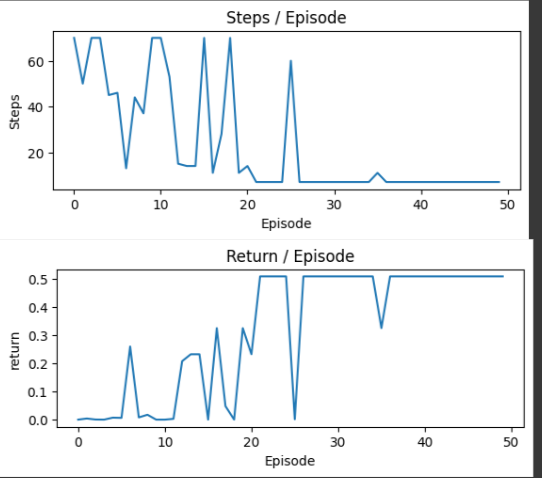 Steps / Episode
60
40
20
Steps
0 10 20 30 40 50
Episode
Return / Episode
0.5
0.4
0.3
0.2
0.1
0.0
return
0 10 20 30 40 50
Episode